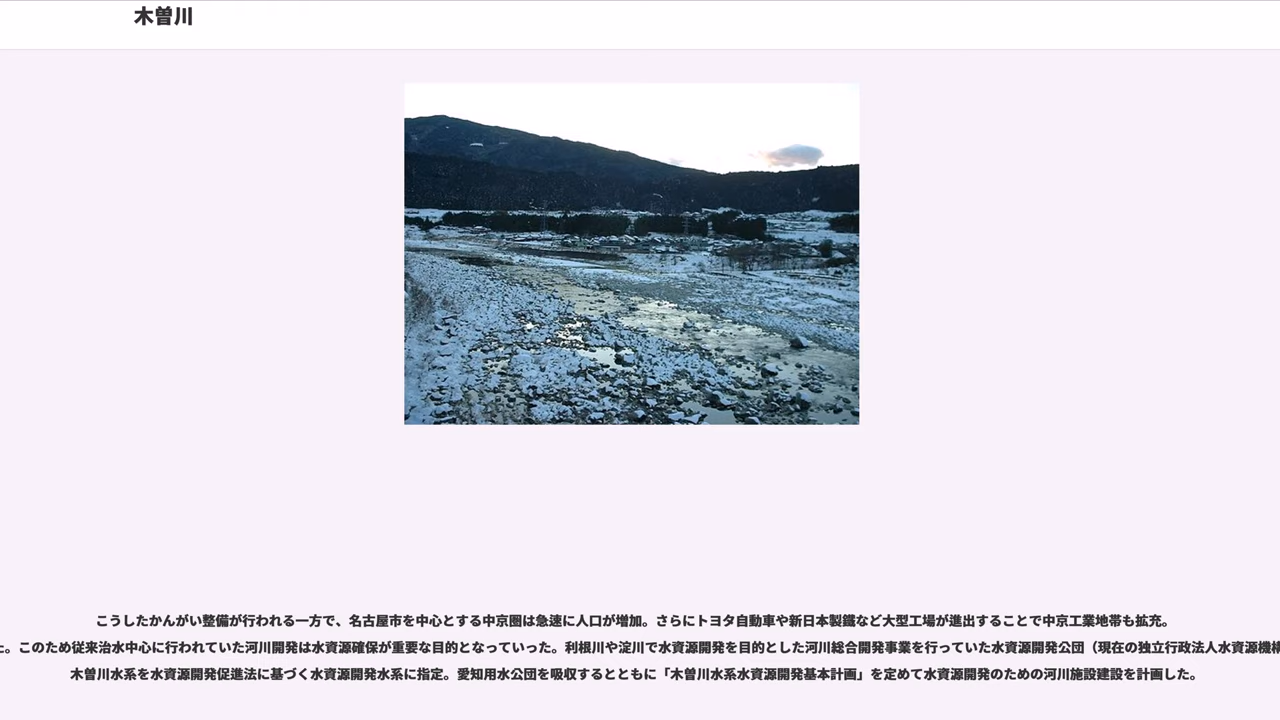 木曽川
こうしたかんがい整備が行われる一方で、名古屋市を中心とする中京圏は急速に人口が増加。さらにトヨタ自動車や新日本製鐵など大型工場が進出することで中京工業地帯も拡充。
た。このため従来治水中心に行われていた河川開発は水資源確保が重要な目的となっていった。利根川や淀川で水資源開発を目的とした河川総合開発事業を行っていた水資源開発公団（現在の独立行政法人水資源機構
木曽川水系を水資源開発促進法に基づく水資源開発水系に指定。愛知用水公団を吸収するとともに「木曽川水系水資源開発基本計画」を定めて水資源開発のための河川施設建設を計画した。